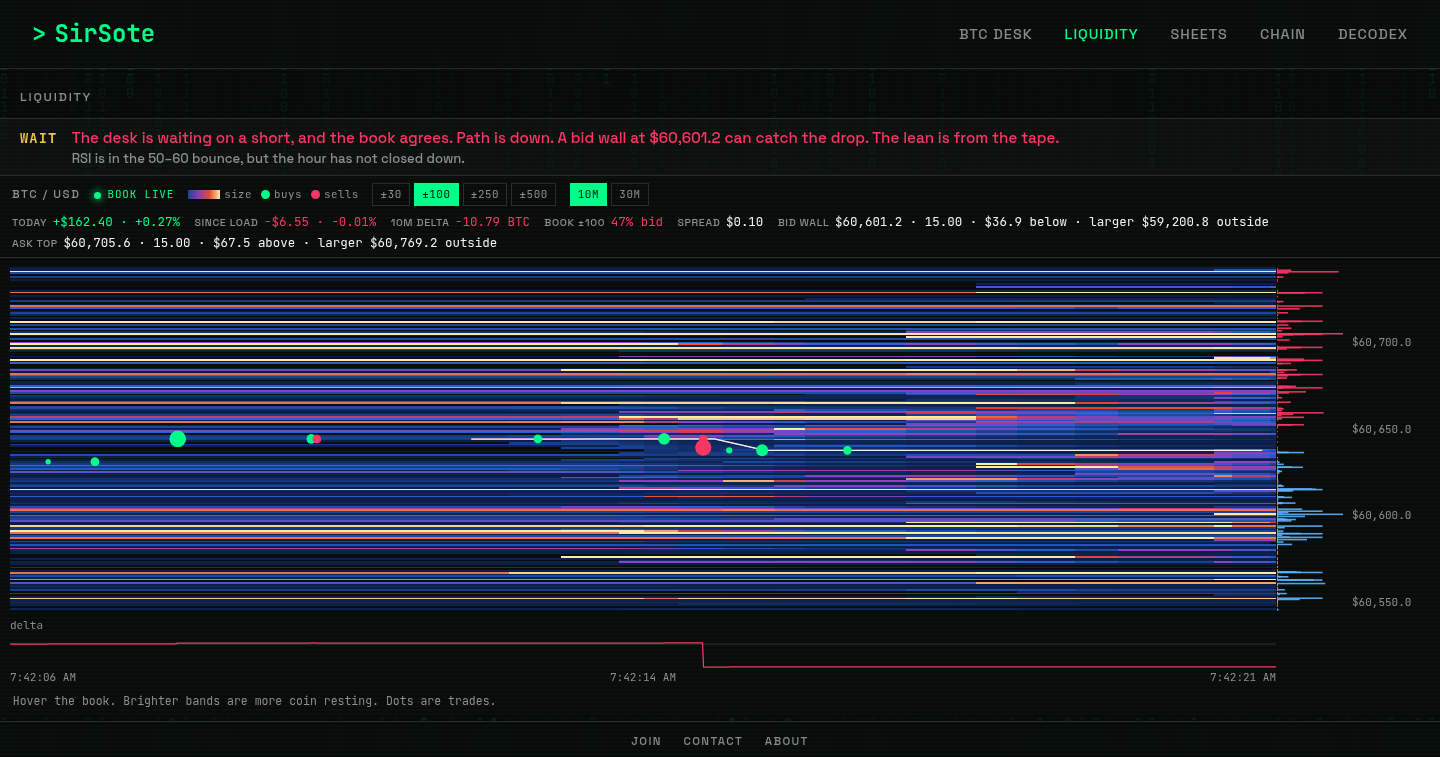 > SirSote
BTC DESK LIQUIDITY SHEETS CHAIN DECODEX
LIQUIDITY
WAIT The desk is waiting on a short, and the book agrees. Path is down. A bid wall at $60,601.2 can catch the drop. The lean is from the tape.
RSI is in the 50–60 bounce, but the hour has not closed down.
BTC / USD BOOK LIVE size buys sells ±30 ±100 ±250 ±500 10M 30M
TODAY +$162.40 · +0.27% SINCE LOAD -$6.55 · -0.01% 10M DELTA -10.79 BTC BOOK ±100 47% bid SPREAD $0.10 BID WALL $60,601.2 · 15.00 · $36.9 below · larger $59,200.8 outside
ASK TOP $60,705.6 · 15.00 · $67.5 above · larger $60,769.2 outside
$60,700.0
$60,650.0
$60,600.0
$60,550.0
delta
7:42:06 AM 7:42:14 AM 7:42:21 AM
Hover the book. Brighter bands are more coin resting. Dots are trades.
JOIN CONTACT ABOUT